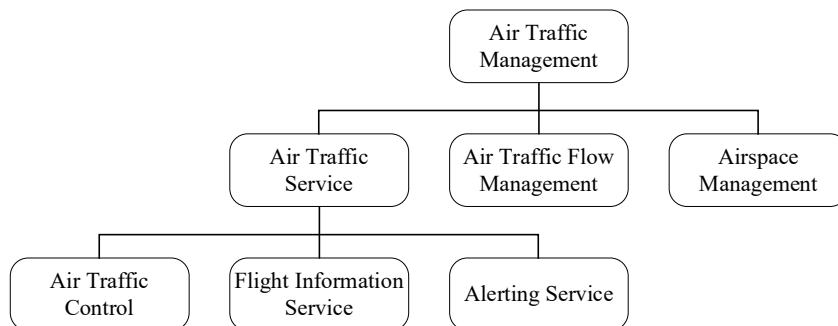 Air Traffic
Management
Air Traffic
Service
Air Traffic Flow
Management
Airspace
Management
Air Traffic
Control
Flight Information
Service
Alerting Service